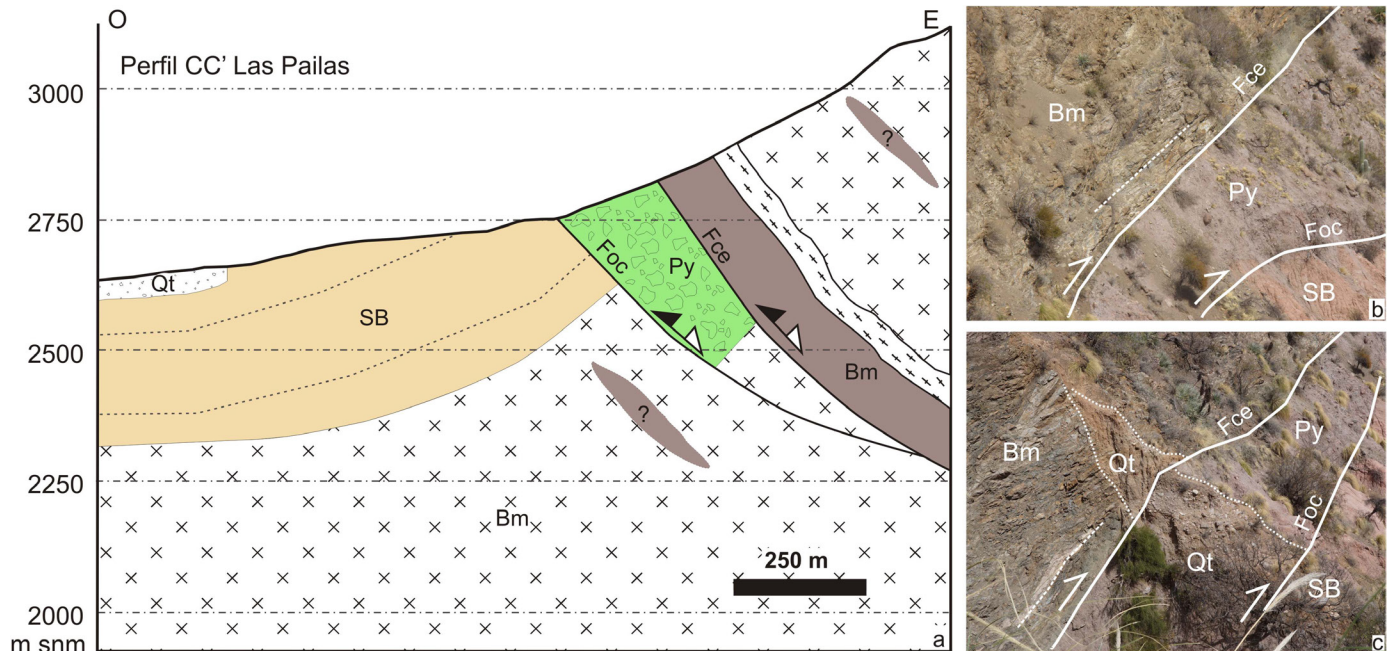 O
E
Perfil CC' Las Pailas
3000
2750
2500
2250
2000
m snm
Qt
SB
Foc
Py
Fce
Bm
?
?
Bm
250 m
a
Bm
Fce
Py
Foc
SB
b
Bm
Qt
Fce
Py
Foc
Qt
SB
c